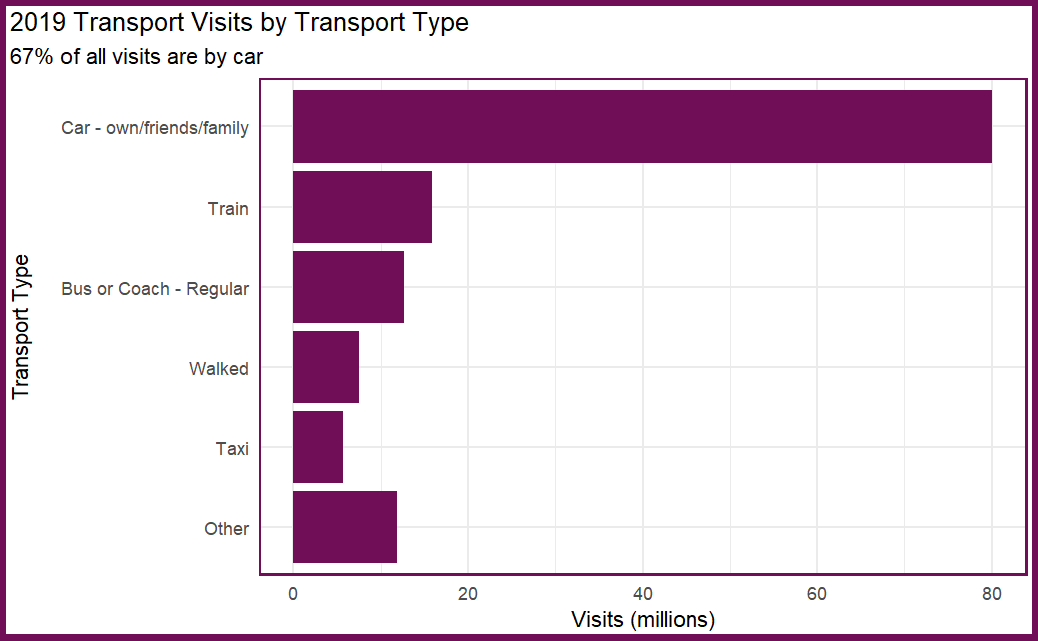 2019 Transport Visits by Transport Type
67% of all visits are by car
Transport Type
Car - own/friends/family
Train
Bus or Coach - Regular
Walked
Taxi
Other
0 20 40 60 80
Visits (millions)